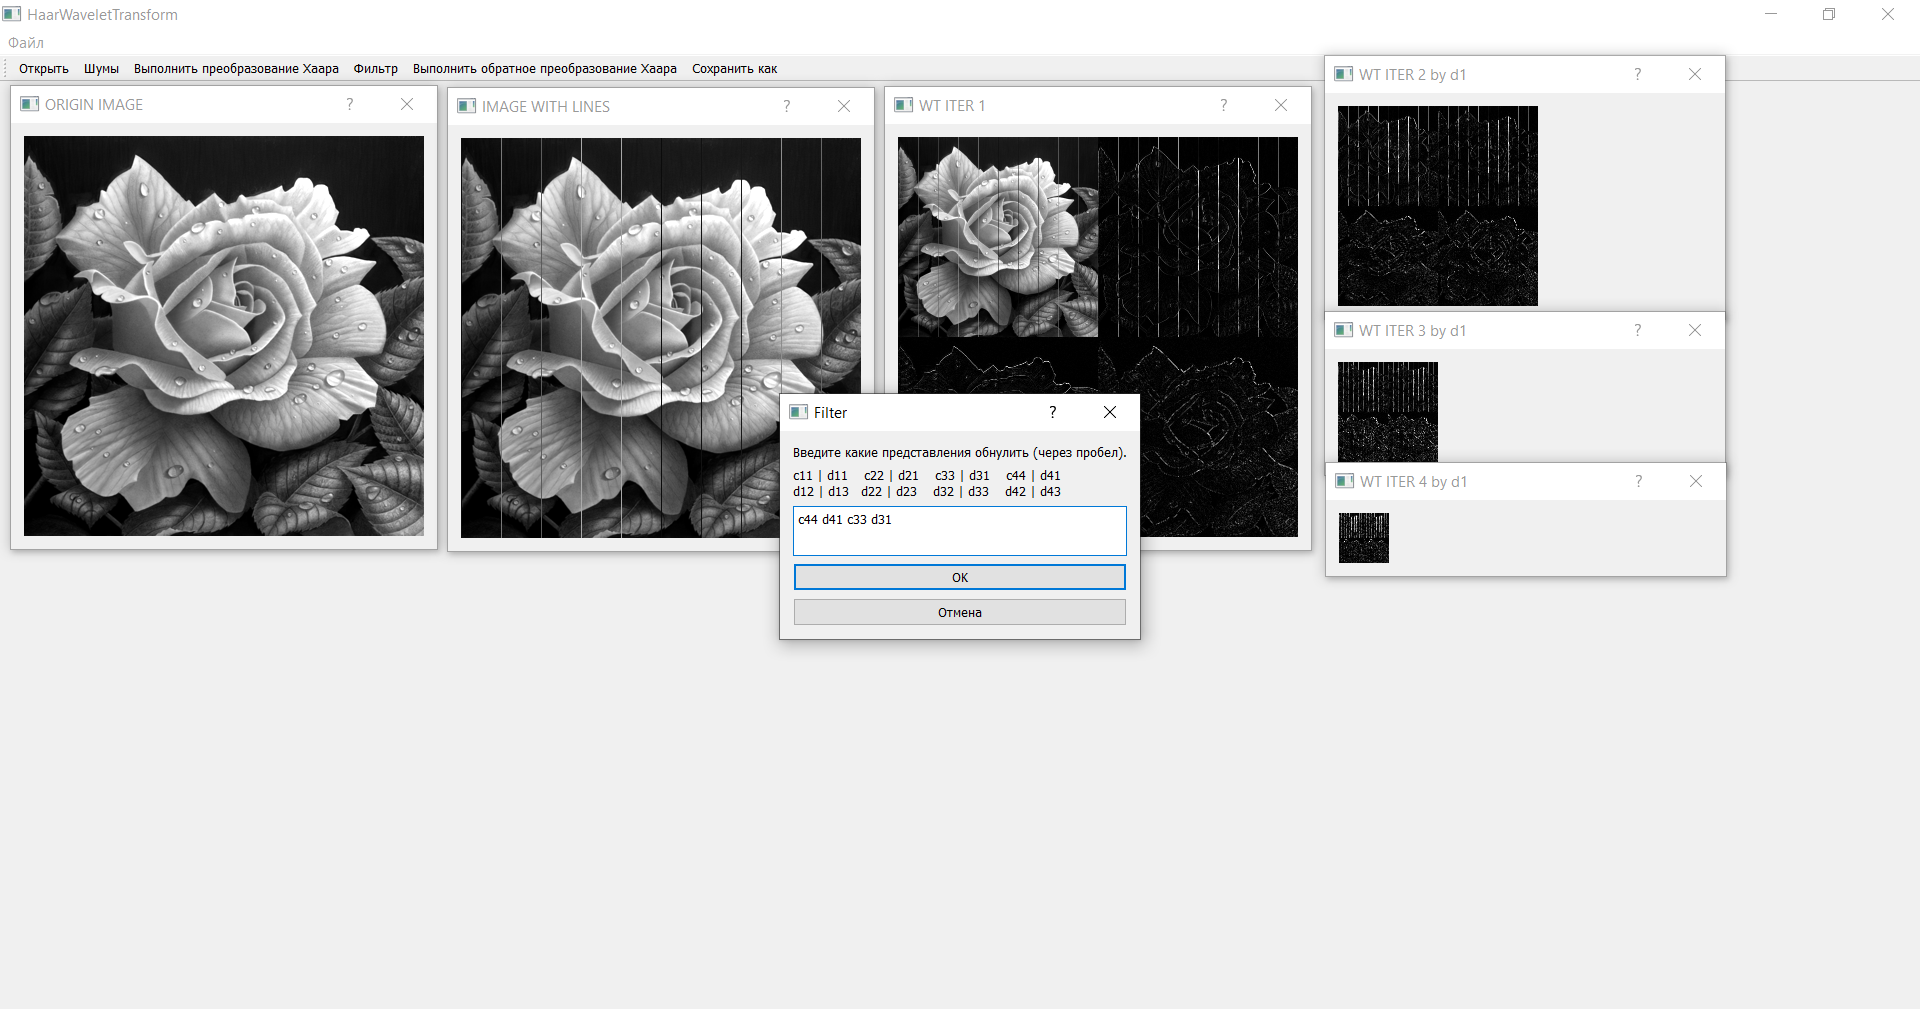 HaarWaveletTransform
Файл
Открыть Шумы Выполнить преобразование Хаара Фильтр Выполнить обратное преобразование Хаара Сохранить как
ORIGIN IMAGE ?
IMAGE WITH LINES ?
WT ITER 1 ?
WT ITER 2 by d1 ?
WT ITER 3 by d1 ?
WT ITER 4 by d1 ?
Filter ?
Введите какие представления обнулить (через пробел).
c11 | d11 c22 | d21 c33 | d31 c44 | d41
d12 | d13 d22 | d23 d32 | d33 d42 | d43
c44 d41 c33 d31
OK
Отмена